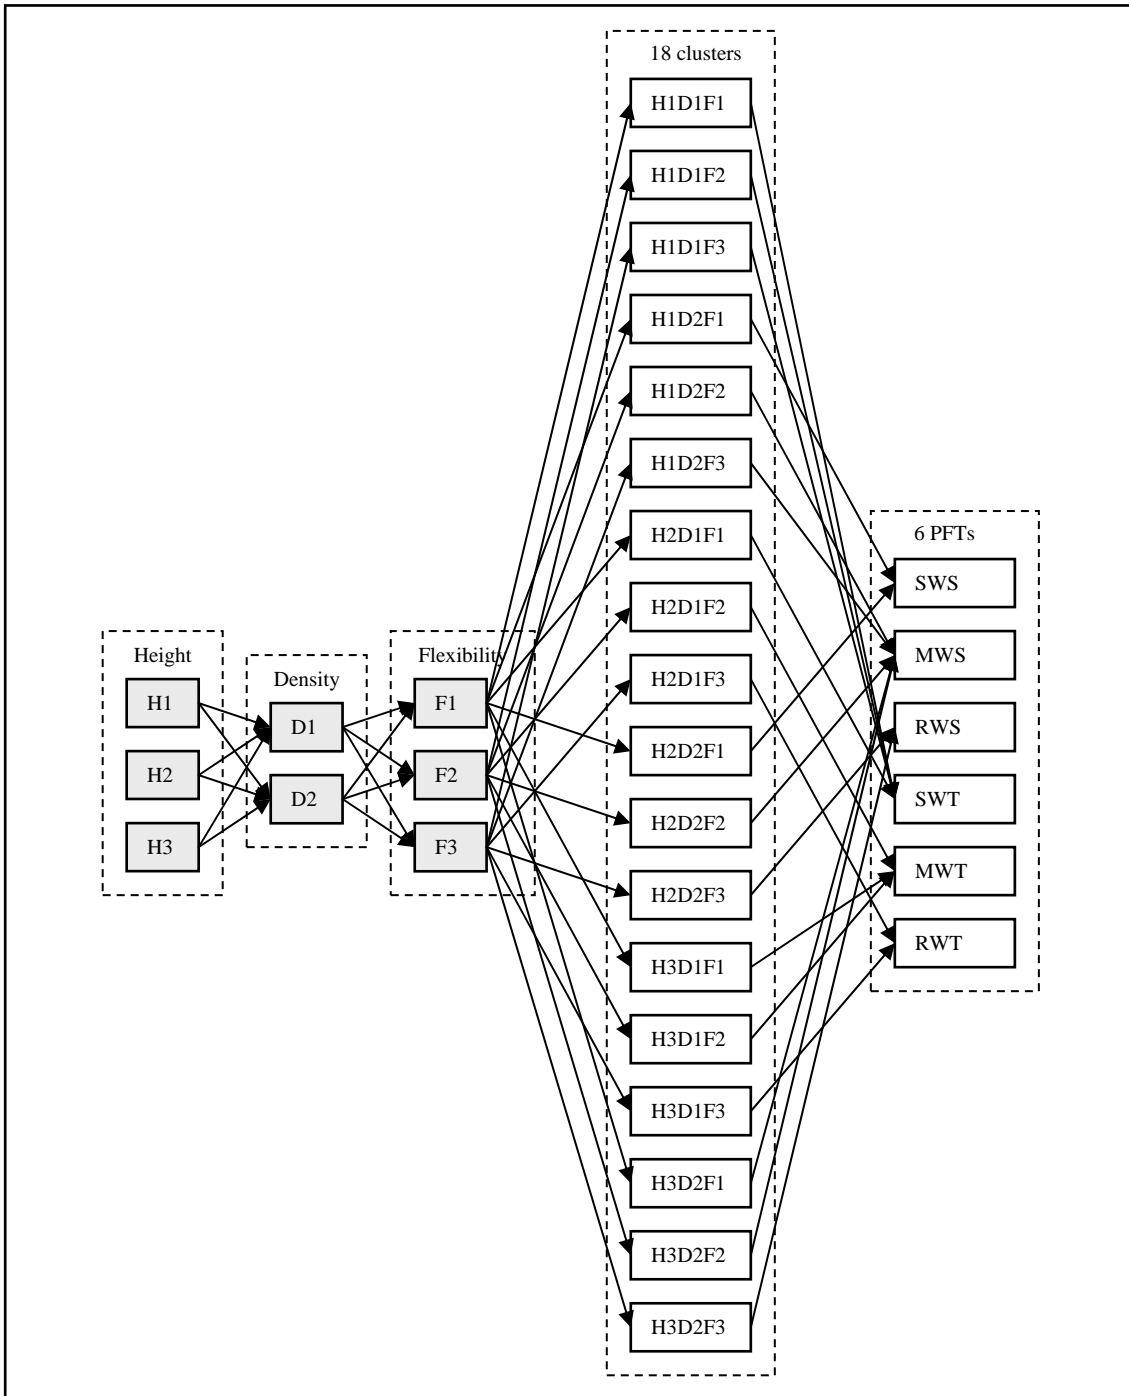 18 clusters
H1D1F1
H1D1F2
H1D1F3
H1D2F1
H1D2F2
H1D2F3
H2D1F1
H2D1F2
H2D1F3
H2D2F1
H2D2F2
H2D2F3
H3D1F1
H3D1F2
H3D1F3
H3D2F1
H3D2F2
H3D2F3
Height
H1
H2
H3
Density
D1
D2
Flexibility
F1
F2
F3
6 PFTs
SWS
MWS
RWS
SWT
MWT
RWT